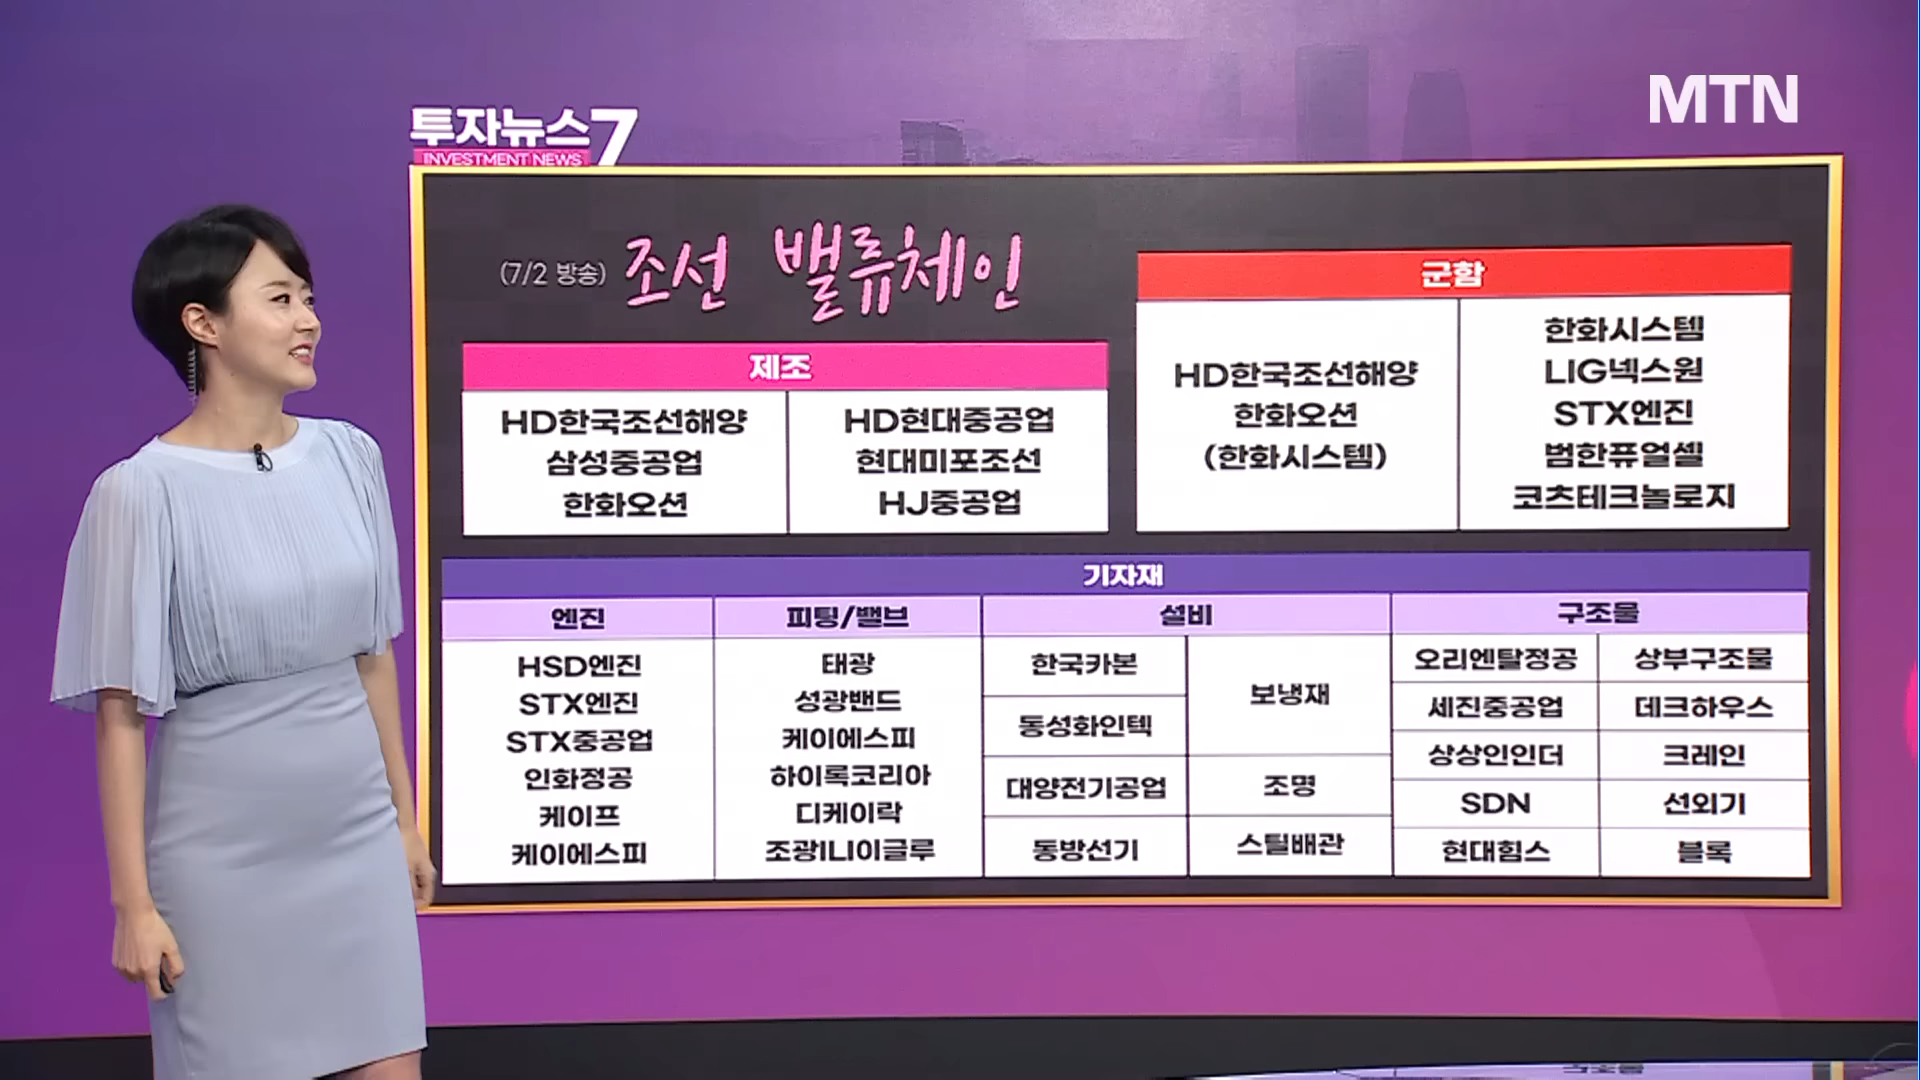 MTN
투자뉴스7
INVESTMENT NEWS
(7/2 방송) 조선 밸류체인
제조
HD한국조선해양
삼성중공업
한화오션
HD현대중공업
현대미포조선
HJ중공업
군함
HD한국조선해양
한화오션
(한화시스템)
한화시스템
LIG넥스원
STX엔진
범한퓨얼셀
코츠테크놀로지
기자재
엔진
HSD엔진
STX엔진
STX중공업
인화정공
케이프
케이에스피
피팅/밸브
태광
성광밴드
케이에스피
하이록코리아
디케이락
조광ILI이글루
설비
한국카본
동성화인텍
보냉재
대양전기공업 조명
동방선기 스틸배관
구조물
오리엔탈정공 상부구조물
세진중공업 데크하우스
상상인인더 크레인
SDN 선외기
현대힘스 블록